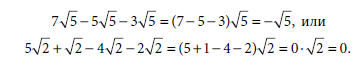 7√5 − 5√5 − 3√5 = (7 − 5 − 3)√5 = −√5, или
5√2 + √2 − 4√2 − 2√2 = (5 + 1 − 4 − 2)√2 = 0 · √2 = 0.